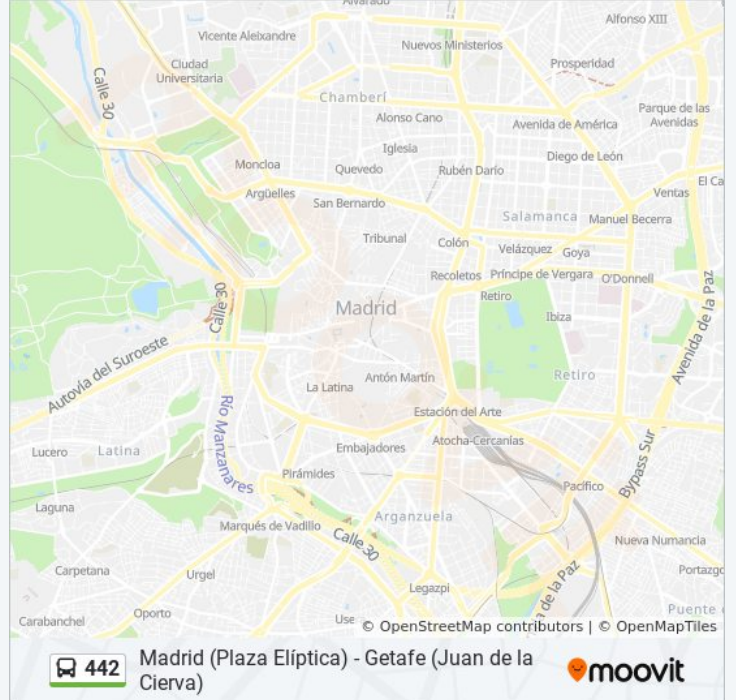 Alvarado
Alfonso XIII
Vicente Aleixandre
Nuevos Ministerios
Ciudad
Universitaria
Prosperidad
Calle 30
Chamberí
Parque de las
Avenidas
Alonso Cano
Avenida de América
Iglesia
Diego de León
Moncloa
Quevedo
Rubén Darío
El Ca
Argüelles
Ventas
San Bernardo
Salamanca
Manuel Becerra
Tribunal
Colón
Velázquez
Goya
Recoletos
Príncipe de Vergara
O'Donnell
Calle 30
Retiro
Madrid
Ibiza
Avenida de la Paz
Autovía del Suroeste
Retiro
Antón Martín
La Latina
Estación del Arte
Río Manzanares
Atocha-Cercanías
Embajadores
Lucero
Latina
Bypass Sur
Pirámides
Pacífico
Laguna
Arganzuela
Marqués de Vadillo
Calle 30
Nueva Numancia
Carpetana
Urgel
Portazgo
Legazpi
a de la Paz
Oporto
Puente
Carabanchel
Use
© OpenStreetMap contributors | © OpenMapTiles
442
Madrid (Plaza Elíptica) - Getafe (Juan de la
Cierva)
moovit